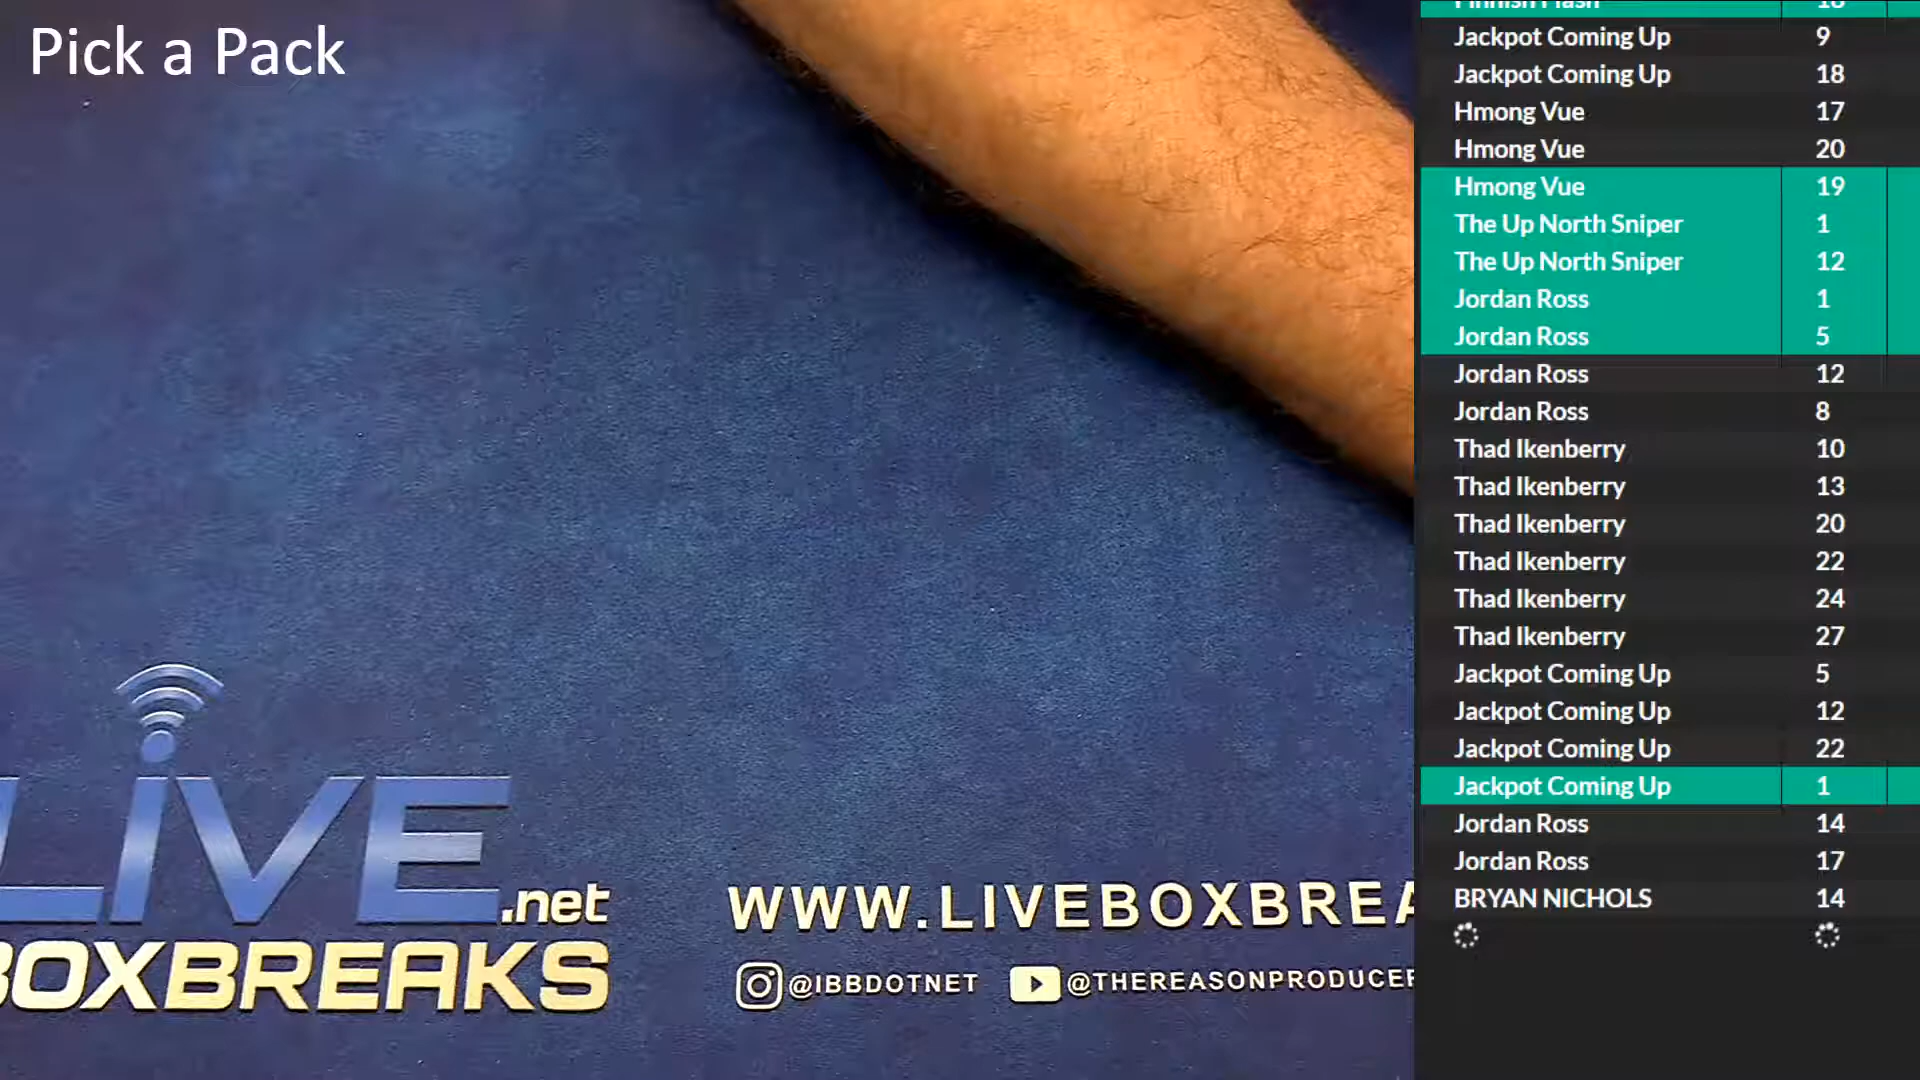 Pick a Pack
Finnish Flash 18
Jackpot Coming Up 9
Jackpot Coming Up 18
Hmong Vue 17
Hmong Vue 20
Hmong Vue 19
The Up North Sniper 1
The Up North Sniper 12
Jordan Ross 1
Jordan Ross 5
Jordan Ross 12
Jordan Ross 8
Thad Ikenberry 10
Thad Ikenberry 13
Thad Ikenberry 20
Thad Ikenberry 22
Thad Ikenberry 24
Thad Ikenberry 27
Jackpot Coming Up 5
Jackpot Coming Up 12
Jackpot Coming Up 22
Jackpot Coming Up 1
Jordan Ross 14
Jordan Ross 17
BRYAN NICHOLS 14
LiVE.net
BOXBREAKS
WWW.LIVEBOXBREA
@IBBDOTNET @THEREASONPRODUCER